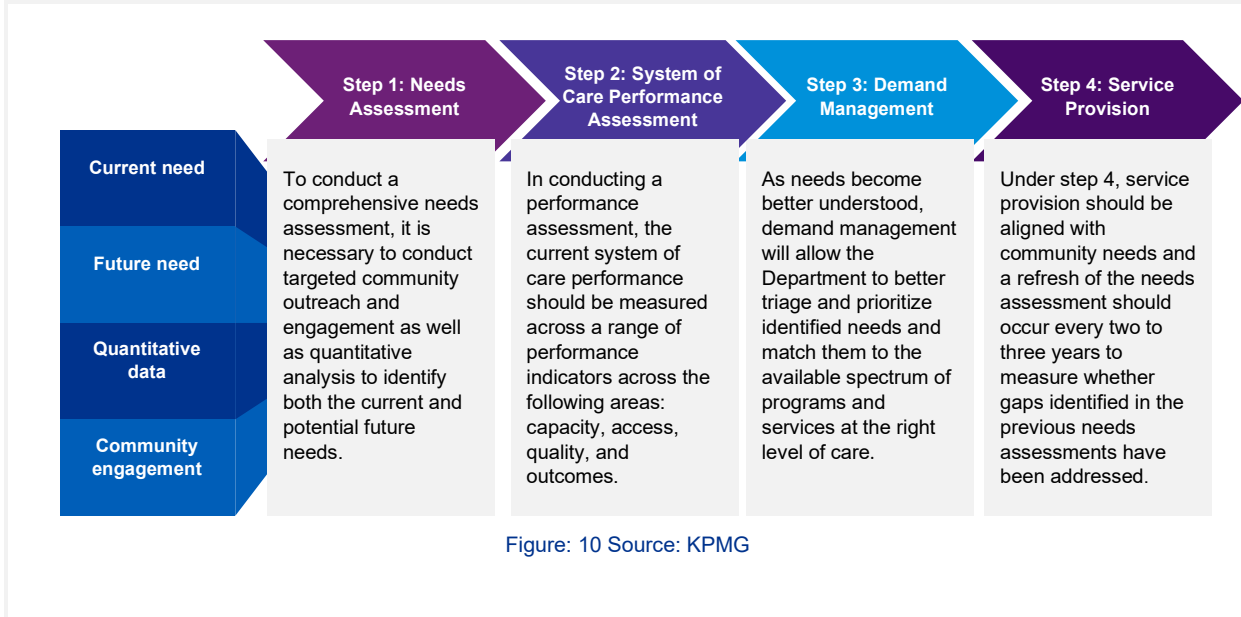 Step 1: Needs
Assessment
Step 2: System of
Care Performance
Assessment
Step 3: Demand
Management
Step 4: Service
Provision
Current need
Future need
Quantitative
data
Community
engagement
To conduct a
comprehensive needs
assessment, it is
necessary to conduct
targeted community
outreach and
engagement as well
as quantitative
analysis to identify
both the current and
potential future
needs.
In conducting a
performance
assessment, the
current system of
care performance
should be measured
across a range of
performance
indicators across the
following areas:
capacity, access,
quality, and
outcomes.
As needs become
better understood,
demand management
will allow the
Department to better
triage and prioritize
identified needs and
match them to the
available spectrum of
programs and
services at the right
level of care.
Under step 4, service
provision should be
aligned with
community needs and
a refresh of the needs
assessment should
occur every two to
three years to
measure whether
gaps identified in the
previous needs
assessments have
been addressed.
Figure: 10 Source: KPMG